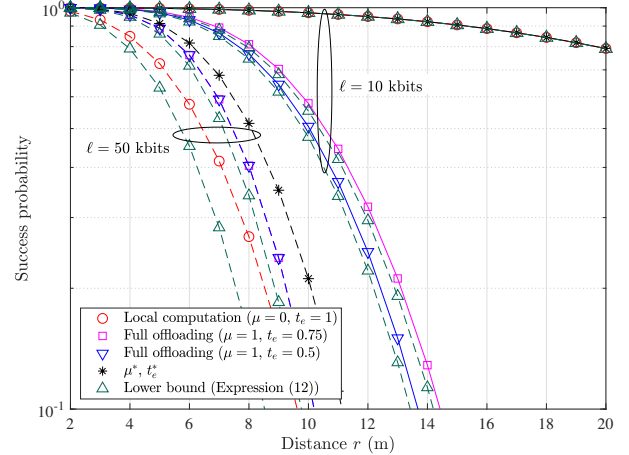 10^0
Success probability
10^-1
ℓ = 10 kbits
ℓ = 50 kbits
Local computation (μ = 0, t_e = 1)
Full offloading (μ = 1, t_e = 0.75)
Full offloading (μ = 1, t_e = 0.5)
μ*, t_e*
Lower bound (Expression (12))
2 4 6 8 10 12 14 16 18 20
Distance r (m)